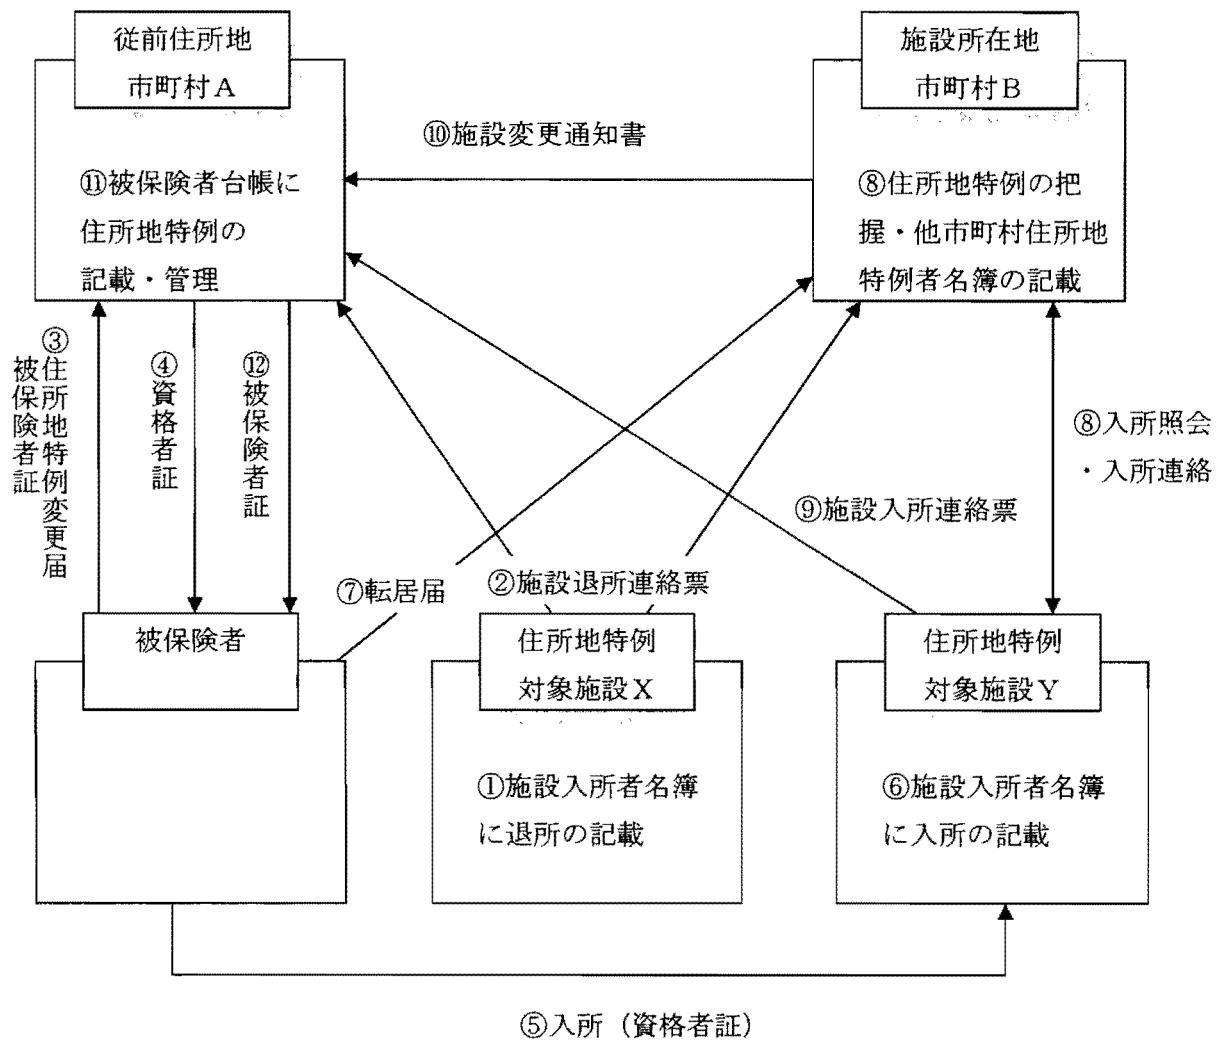 従前住所地
市町村A
施設所在地
市町村B
⑩施設変更通知書
⑪被保険者台帳に
住所地特例の
記載・管理
⑧住所地特例の把
握・他市町村住所地
特例者名簿の記載
③住所地特例変更届
被保険者証
④資格者証
⑫被保険者証
⑧入所照会
・入所連絡
⑨施設入所連絡票
⑦転居届
②施設退所連絡票
被保険者
住所地特例
対象施設X
住所地特例
対象施設Y
①施設入所者名簿
に退所の記載
⑥施設入所者名簿
に入所の記載
⑤入所（資格者証）